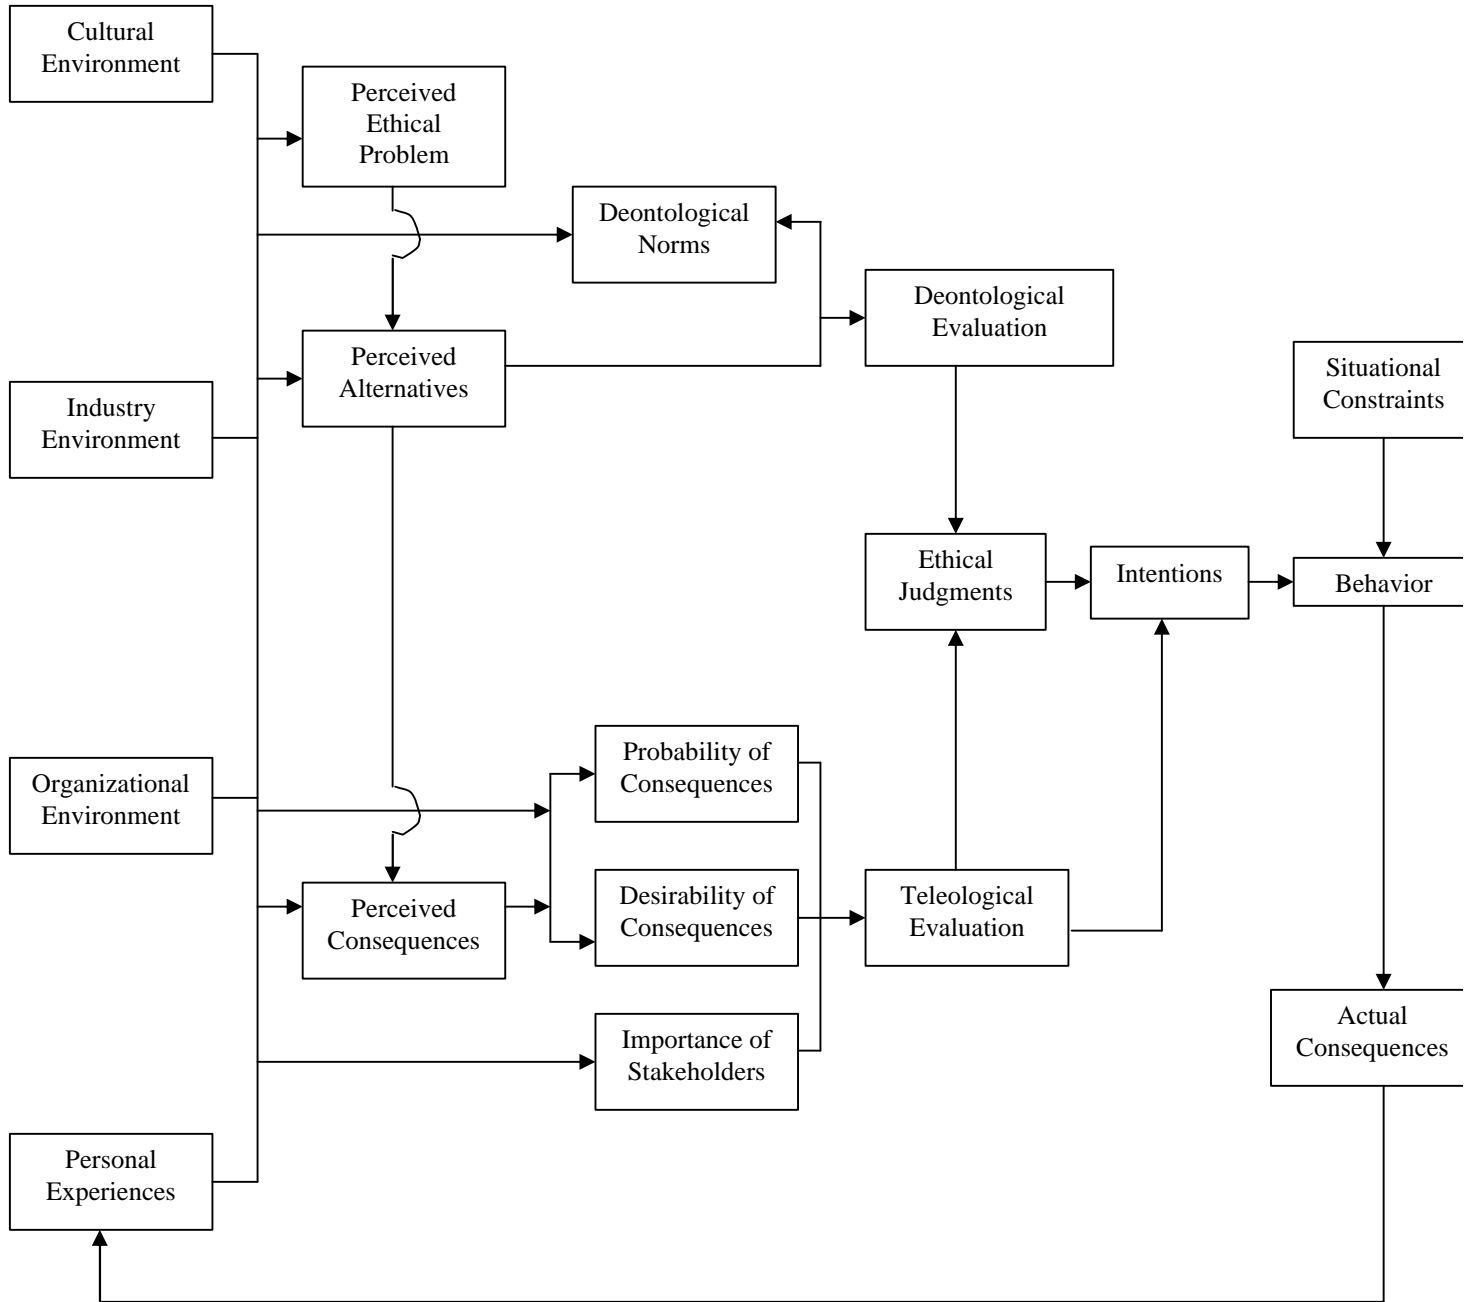 Cultural
Environment
Perceived
Ethical
Problem
Deontological
Norms
Deontological
Evaluation
Perceived
Alternatives
Industry
Environment
Situational
Constraints
Ethical
Judgments
Intentions
Behavior
Probability of
Consequences
Organizational
Environment
Perceived
Consequences
Desirability of
Consequences
Teleological
Evaluation
Importance of
Stakeholders
Actual
Consequences
Personal
Experiences